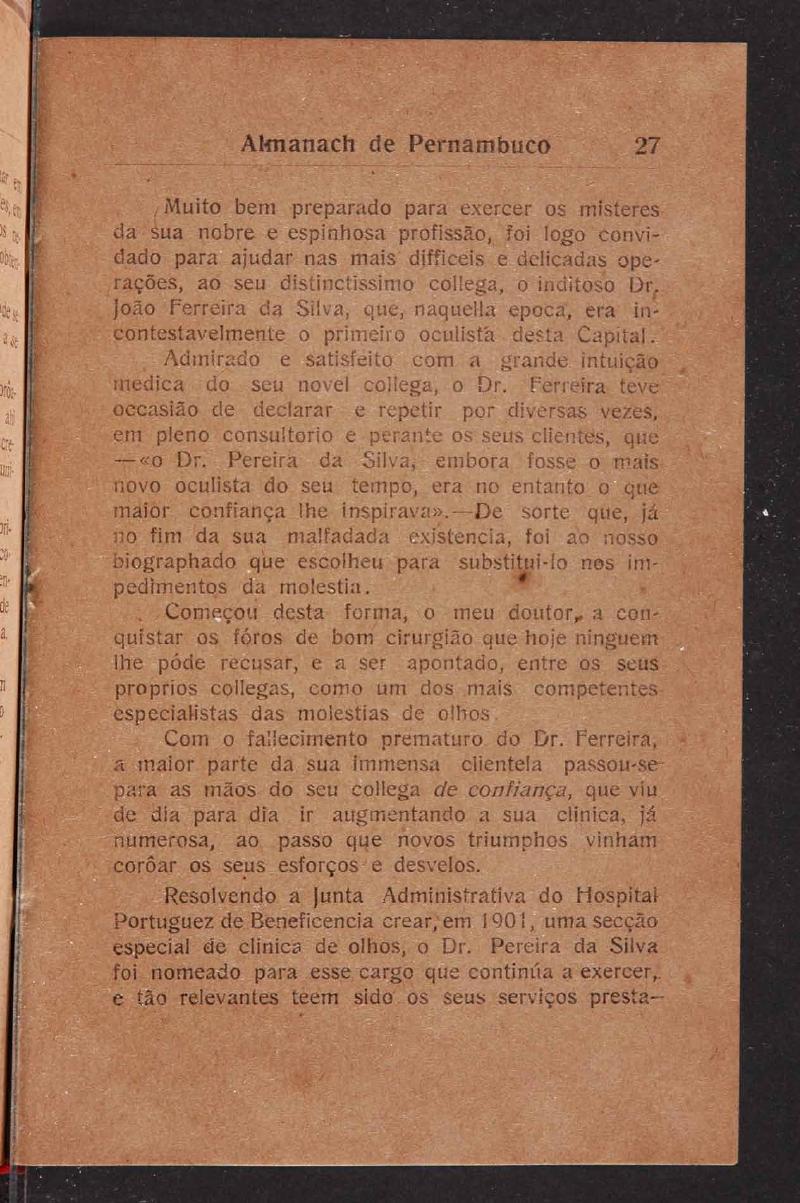 Almanach de Pernambuco 27
Muito bem preparado para exercer os misteres
da sua nobre e espinhosa profissão, foi logo convi-
dado para ajudar nas mais difficeis e delicadas ope-
rações, ao seu distinctissimo collega, o inditoso Dr.
João Ferreira da Silva, que, naquella epoca, era in-
contestavelmente o primeiro oculista desta Capital.
Admirado e satisfeito com a grande intuição
medica do seu novel collega, o Dr. Ferreira teve
occasião de declarar e repetir por diversas vezes,
em pleno consultorio e perante os seus clientes, que
—«o Dr. Pereira da Silva, embora fosse o mais
novo oculista do seu tempo, era no entanto o que
maior confiança lhe inspirava».—De sorte que, já
no fim da sua malfadada existencia, foi ao nosso
biographado que escolheu para substitui-lo nos im-
pedimentos da molestia.
Começou desta forma, o meu doutor, a con-
quistar os fóros de bom cirurgião que hoje ninguem
lhe póde recusar, e a ser apontado, entre os seus
proprios collegas, como um dos mais competentes
especialistas das molestias de olhos
Com o fallecimento prematuro do Dr. Ferreira,
a maior parte da sua immensa clientela passou-se
para as mãos do seu collega de confiança, que viu
de dia para dia ir augmentando a sua clinica, já
numerosa, ao passo que novos triumphos vinham
corôar os seus esforços e desvelos.
Resolvendo a Junta Administrativa do Hospital
Portuguez de Beneficencia crear, em 1901, uma secção
especial de clinica de olhos, o Dr. Pereira da Silva
foi nomeado para esse cargo que continúa a exercer,
e tão relevantes teem sido os seus serviços presta-